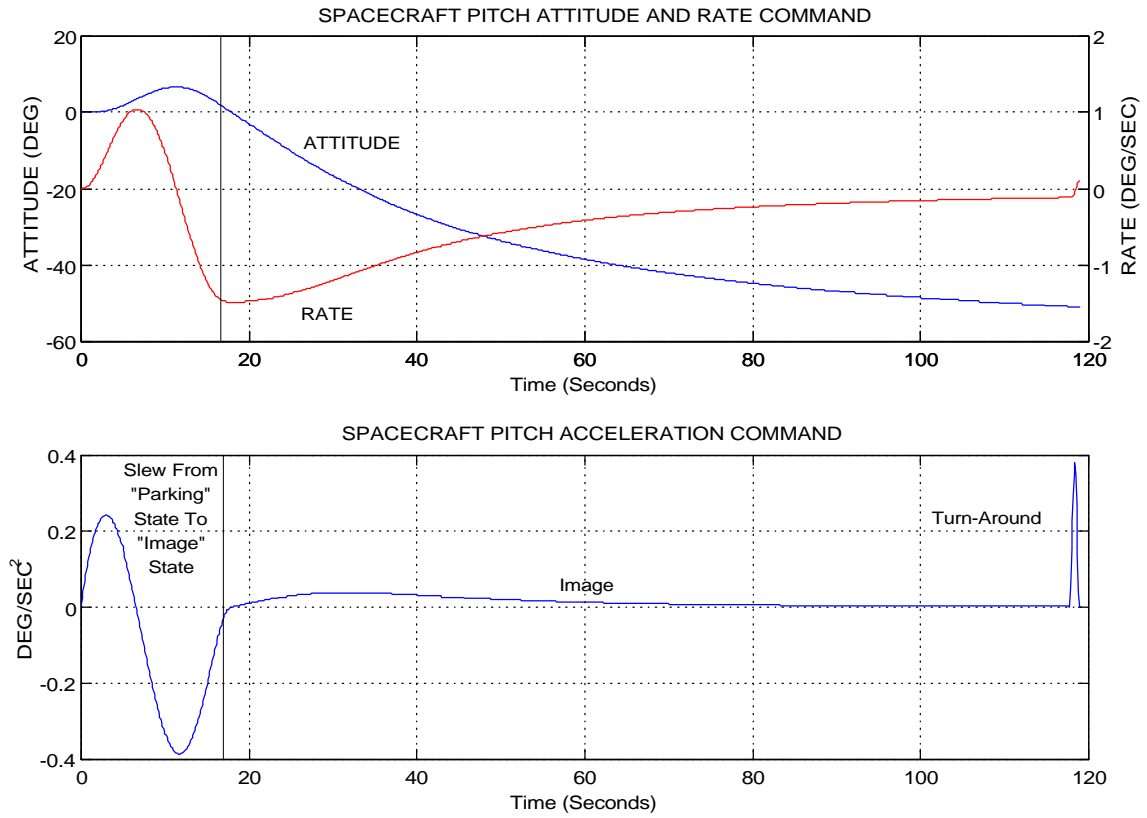 SPACECRAFT PITCH ATTITUDE AND RATE COMMAND
20
0
-20
-40
-60
ATTITUDE (DEG)
2
1
0
-1
-2
RATE (DEG/SEC)
ATTITUDE
RATE
0 20 40 60 80 100 120
Time (Seconds)
SPACECRAFT PITCH ACCELERATION COMMAND
0.4
0.2
0
-0.2
-0.4
DEG/SEC²
Slew From
"Parking"
State To
"Image"
State
Image
Turn-Around
0 20 40 60 80 100 120
Time (Seconds)